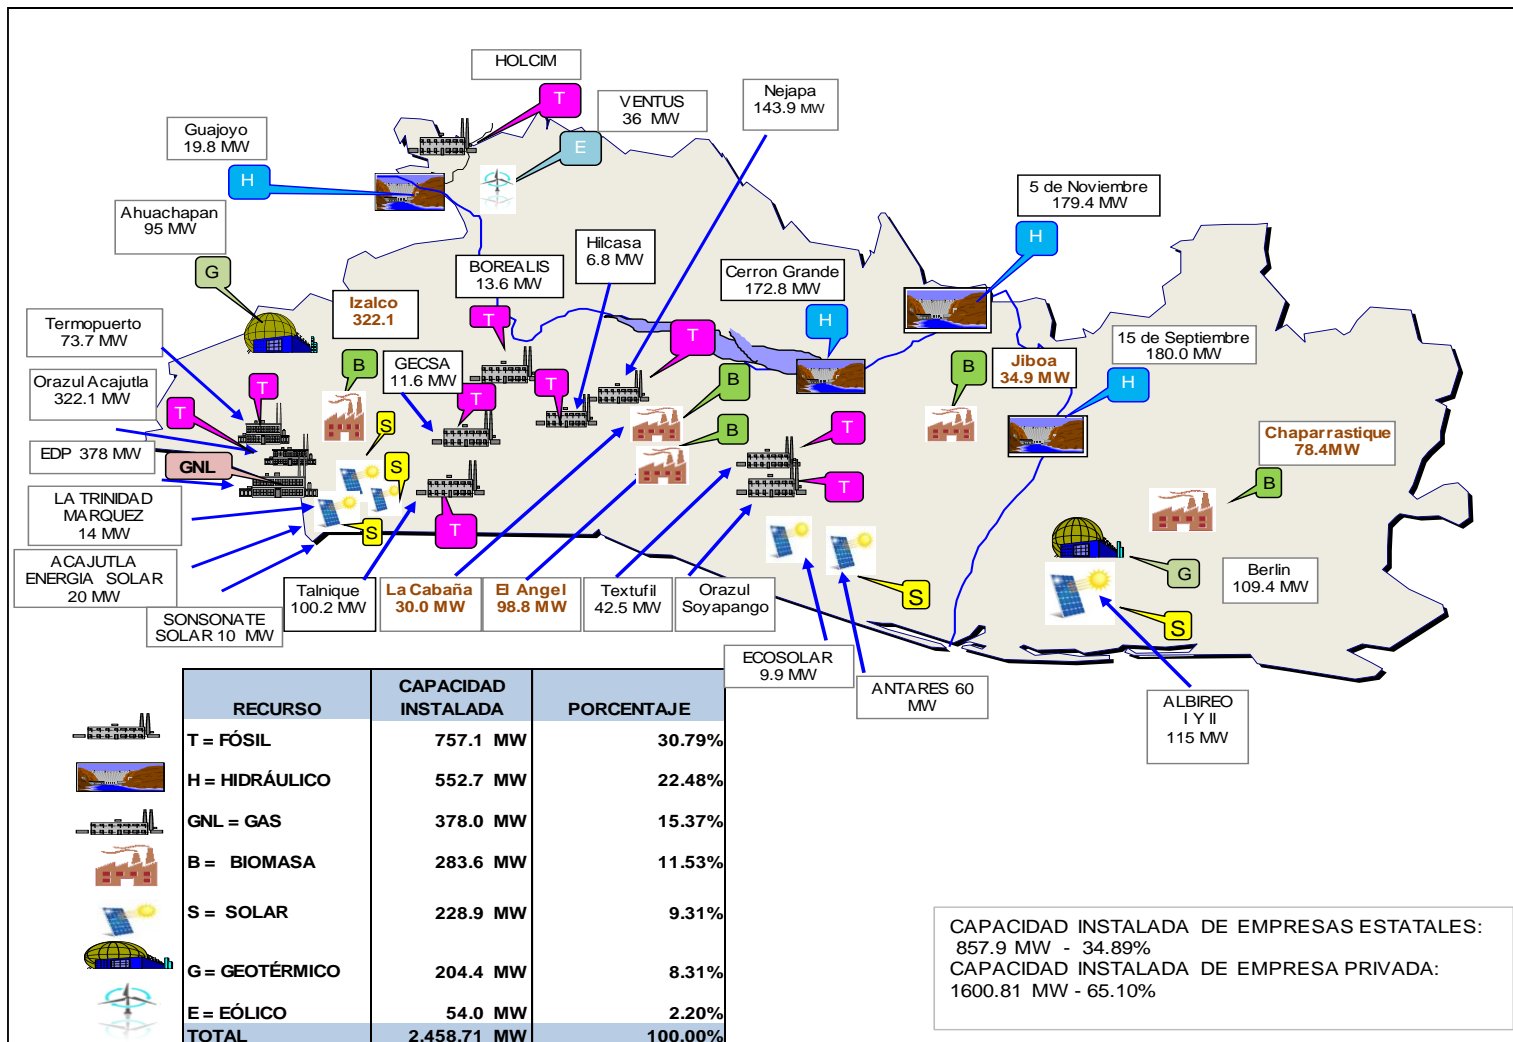 HOLCIM
T
Nejapa
143.9 MW
VENTUS
36 MW
E
Guajoyo
19.8 MW
H
5 de Noviembre
179.4 MW
H
Ahuachapan
95 MW
G
Hilcasa
6.8 MW
BOREALIS
13.6 MW
T
Cerron Grande
172.8 MW
H
Izalco
322.1
B
Termopuerto
73.7 MW
T
15 de Septiembre
180.0 MW
H
Jiboa
34.9 MW
B
GECSA
11.6 MW
T
T
T
B
B
Orazul Acajutla
322.1 MW
T
EDP 378 MW
GNL
S
S
S
T
T
T
Chaparrastique
78.4MW
B
LA TRINIDAD
MARQUEZ
14 MW
ACAJUTLA
ENERGIA SOLAR
20 MW
SONSONATE
SOLAR 10 MW
Talnique
100.2 MW
La Cabaña
30.0 MW
El Angel
98.8 MW
Textufil
42.5 MW
Orazul
Soyapango
S
G
Berlin
109.4 MW
S
ECOSOLAR
9.9 MW
ANTARES 60
MW
ALBIREO
I Y II
115 MW
RECURSO CAPACIDAD INSTALADA PORCENTAJE
T = FÓSIL 757.1 MW 30.79%
H = HIDRÁULICO 552.7 MW 22.48%
GNL = GAS 378.0 MW 15.37%
B = BIOMASA 283.6 MW 11.53%
S = SOLAR 228.9 MW 9.31%
G = GEOTÉRMICO 204.4 MW 8.31%
E = EÓLICO 54.0 MW 2.20%
TOTAL 2.458.71 MW 100.00%
CAPACIDAD INSTALADA DE EMPRESAS ESTATALES:
857.9 MW - 34.89%
CAPACIDAD INSTALADA DE EMPRESA PRIVADA:
1600.81 MW - 65.10%